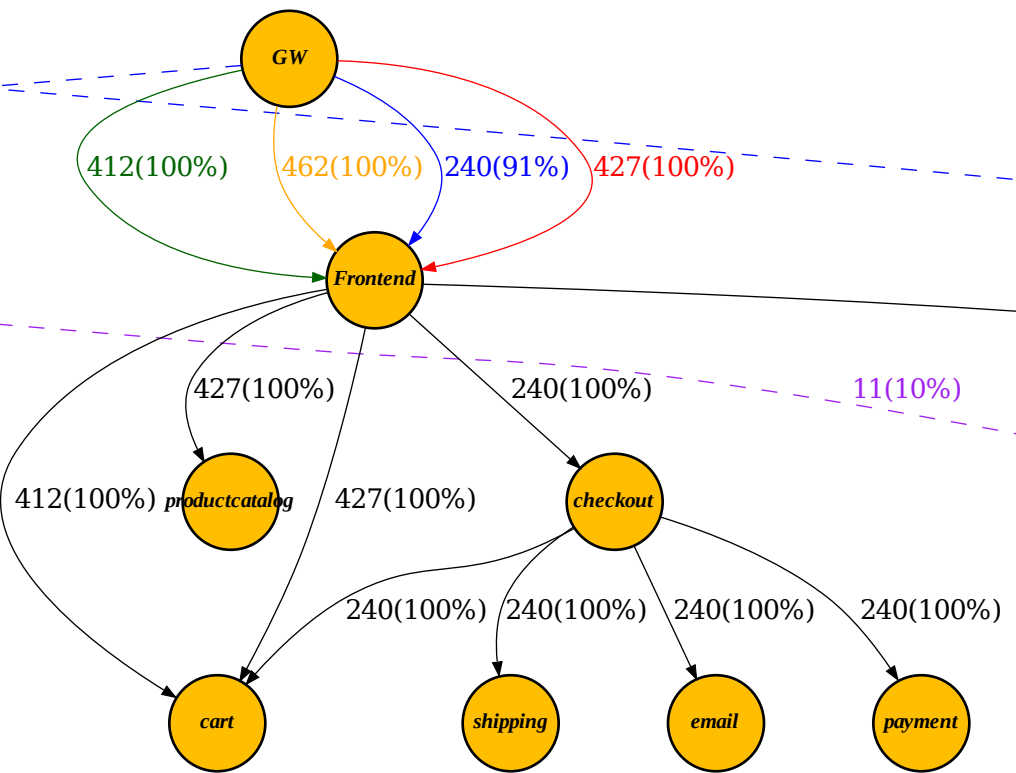 GW
412(100%)
462(100%)
240(91%)
427(100%)
Frontend
427(100%)
240(100%)
11(10%)
412(100%)
productcatalog
427(100%)
checkout
240(100%)
240(100%)
240(100%)
240(100%)
cart
shipping
email
payment